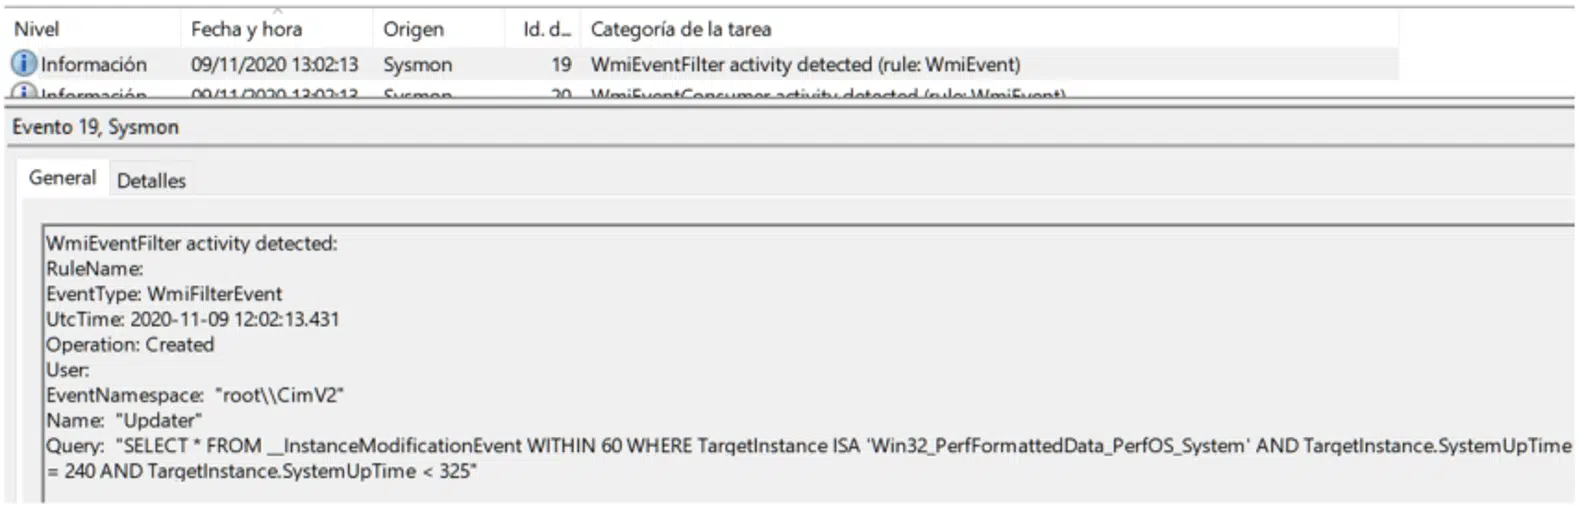 Nivel Fecha y hora Origen Id. d... Categoría de la tarea
Información 09/11/2020 13:02:13 Sysmon 19 WmiEventFilter activity detected (rule: WmiEvent)
Información 09/11/2020 13:02:13 Sysmon 20 WmiEventConsumer activity detected (rule: WmiEvent)
Evento 19, Sysmon
General Detalles
WmiEventFilter activity detected:
RuleName:
EventType: WmiFilterEvent
UtcTime: 2020-11-09 12:02:13.431
Operation: Created
User:
EventNamespace: "root\\CimV2"
Name: "Updater"
Query: "SELECT * FROM __InstanceModificationEvent WITHIN 60 WHERE TargetInstance ISA 'Win32_PerfFormattedData_PerfOS_System' AND TargetInstance.SystemUpTime
= 240 AND TargetInstance.SystemUpTime < 325"